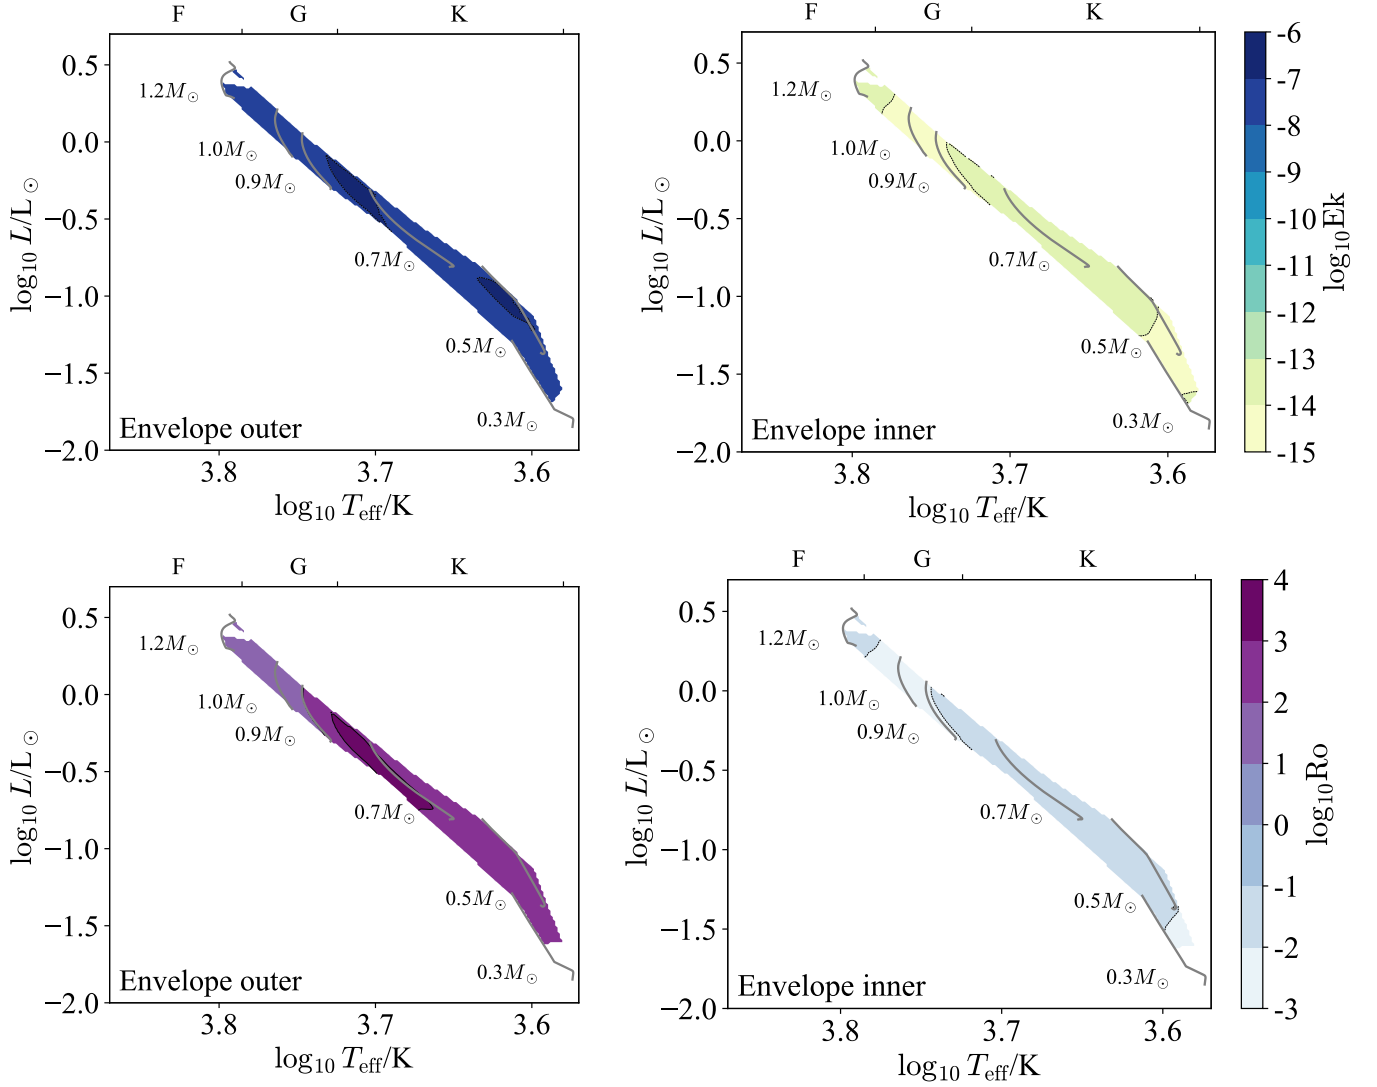 F G K
F G K
0.5
0.0
−0.5
−1.0
−1.5
−2.0
log₁₀ L/L☉
1.2M☉
1.0M☉
0.9M☉
0.7M☉
0.5M☉
0.3M☉
Envelope outer
3.8 3.7 3.6
log₁₀ Teff/K
0.5
0.0
−0.5
−1.0
−1.5
−2.0
log₁₀ L/L☉
1.2M☉
1.0M☉
0.9M☉
0.7M☉
0.5M☉
0.3M☉
Envelope inner
3.8 3.7 3.6
log₁₀ Teff/K
-6
-7
-8
-9
-10
-11
-12
-13
-14
-15
log₁₀Ek
F G K
F G K
0.5
0.0
−0.5
−1.0
−1.5
−2.0
log₁₀ L/L☉
1.2M☉
1.0M☉
0.9M☉
0.7M☉
0.5M☉
0.3M☉
Envelope outer
3.8 3.7 3.6
log₁₀ Teff/K
0.5
0.0
−0.5
−1.0
−1.5
−2.0
log₁₀ L/L☉
1.2M☉
1.0M☉
0.9M☉
0.7M☉
0.5M☉
0.3M☉
Envelope inner
3.8 3.7 3.6
log₁₀ Teff/K
4
3
2
1
0
-1
-2
-3
log₁₀Ro